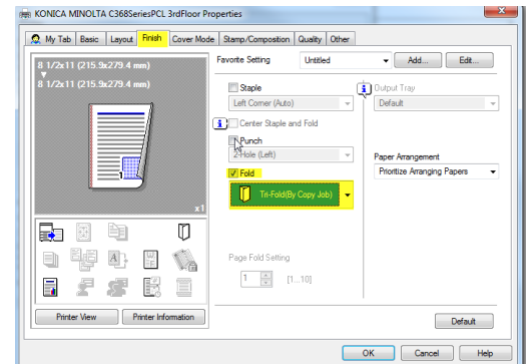 KONICA MINOLTA C368SeriesPCL 3rdFloor Properties
My Tab Basic Layout Finish Cover Mode Stamp/Composition Quality Other
8 1/2x11 (215.9x279.4 mm)
8 1/2x11 (215.9x279.4 mm)
1
x1
Printer View Printer Information
Favorite Setting Untitled Add... Edit...
Staple
Left Corner (Auto)
Center Staple and Fold
Punch
2-Hole (Left)
Fold
Tri-Fold(By Copy Job)
Page Fold Setting
1 [1...10]
Output Tray
Default
Paper Arrangement
Prioritize Arranging Papers
Default
OK Cancel Help